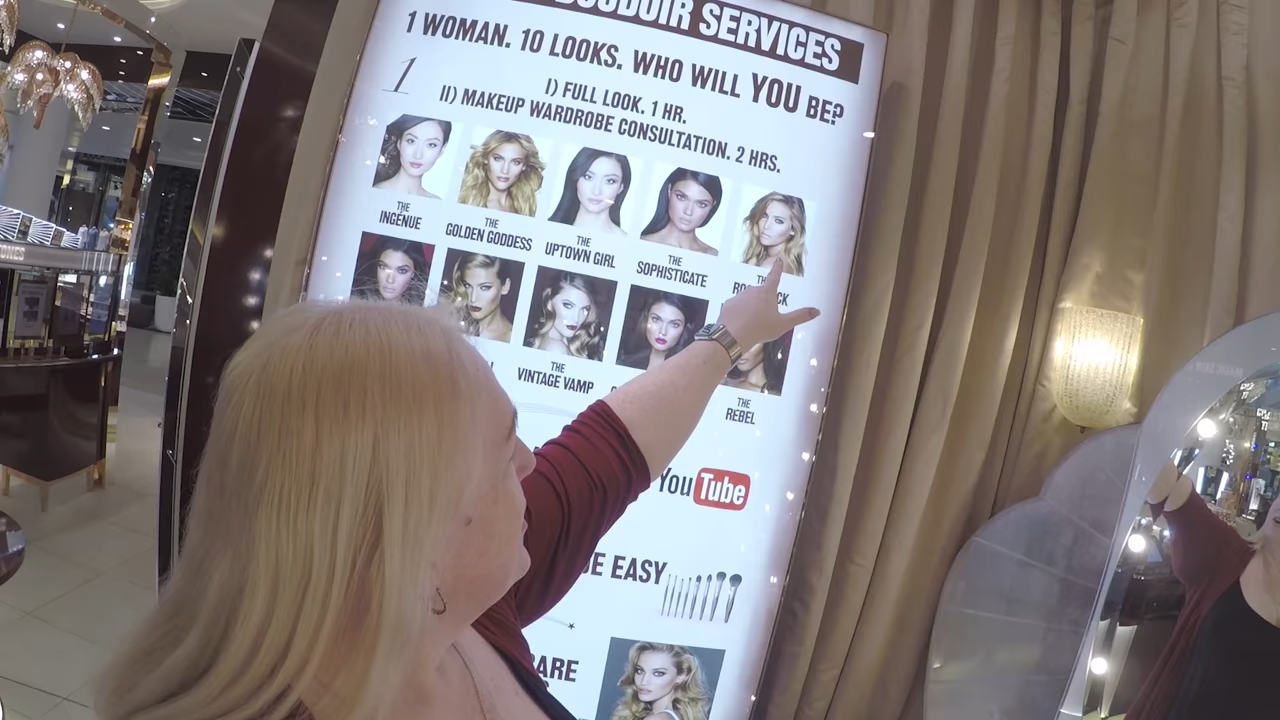 BOUDOIR SERVICES
1 WOMAN. 10 LOOKS. WHO WILL YOU BE?
1
I) FULL LOOK. 1 HR.
II) MAKEUP WARDROBE CONSULTATION. 2 HRS.
THE INGENUE
THE GOLDEN GODDESS
THE UPTOWN GIRL
THE SOPHISTICATE
THE
THE VINTAGE VAMP
THE REBEL
YouTube
EASY